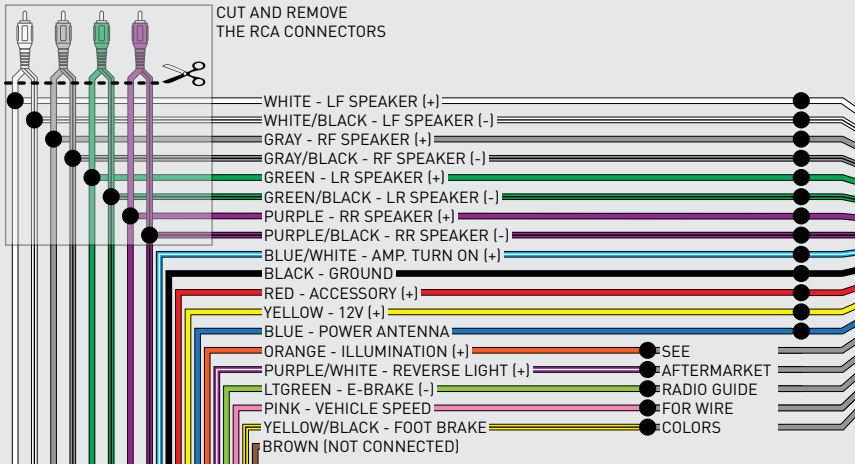 CUT AND REMOVE
THE RCA CONNECTORS
WHITE - LF SPEAKER (+)
WHITE/BLACK - LF SPEAKER (-)
GRAY - RF SPEAKER (+)
GRAY/BLACK - RF SPEAKER (-)
GREEN - LR SPEAKER (+)
GREEN/BLACK - LR SPEAKER (-)
PURPLE - RR SPEAKER (+)
PURPLE/BLACK - RR SPEAKER (-)
BLUE/WHITE - AMP. TURN ON (+)
BLACK - GROUND
RED - ACCESSORY (+)
YELLOW - 12V (+)
BLUE - POWER ANTENNA
ORANGE - ILLUMINATION (+) SEE
PURPLE/WHITE - REVERSE LIGHT (+) AFTERMARKET
LTGREEN - E-BRAKE (-) RADIO GUIDE
PINK - VEHICLE SPEED FOR WIRE
YELLOW/BLACK - FOOT BRAKE COLORS
BROWN (NOT CONNECTED)